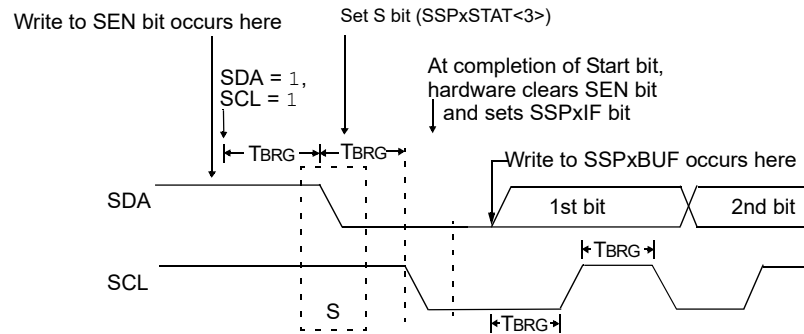 Write to SEN bit occurs here
Set S bit (SSPxSTAT<3>)
SDA = 1,
SCL = 1
At completion of Start bit,
hardware clears SEN bit
and sets SSPxIF bit
TBRG
TBRG
Write to SSPxBUF occurs here
SDA
1st bit
2nd bit
TBRG
SCL
S
TBRG